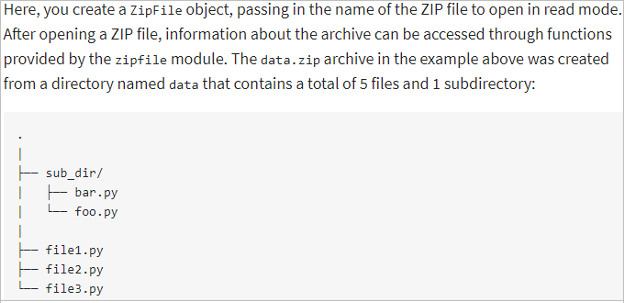 Here, you create a ZipFile object, passing in the name of the ZIP file to open in read mode.
After opening a ZIP file, information about the archive can be accessed through functions
provided by the zipfile module. The data.zip archive in the example above was created
from a directory named data that contains a total of 5 files and 1 subdirectory:
.
|
├── sub_dir/
|   ├── bar.py
|   └── foo.py
|
├── file1.py
├── file2.py
└── file3.py